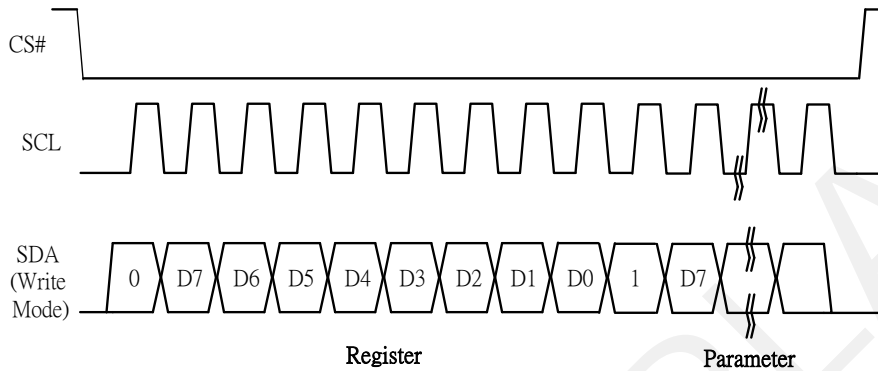 CS#
SCL
SDA
(Write
Mode)
0 D7 D6 D5 D4 D3 D2 D1 D0 1 D7
Register Parameter